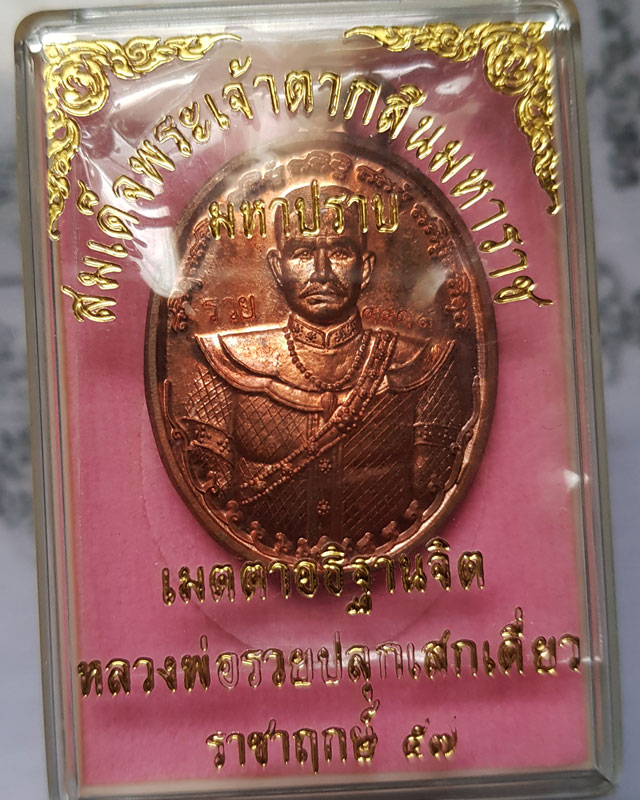 สมเด็จพระเจ้าตากสินมหาราช
มหาปราบ
รวย
เมตตาอธิฐานจิต
หลวงพ่อรวยปลุกเสกเดี่ยว
ราชาฤกษ์ ๕๗